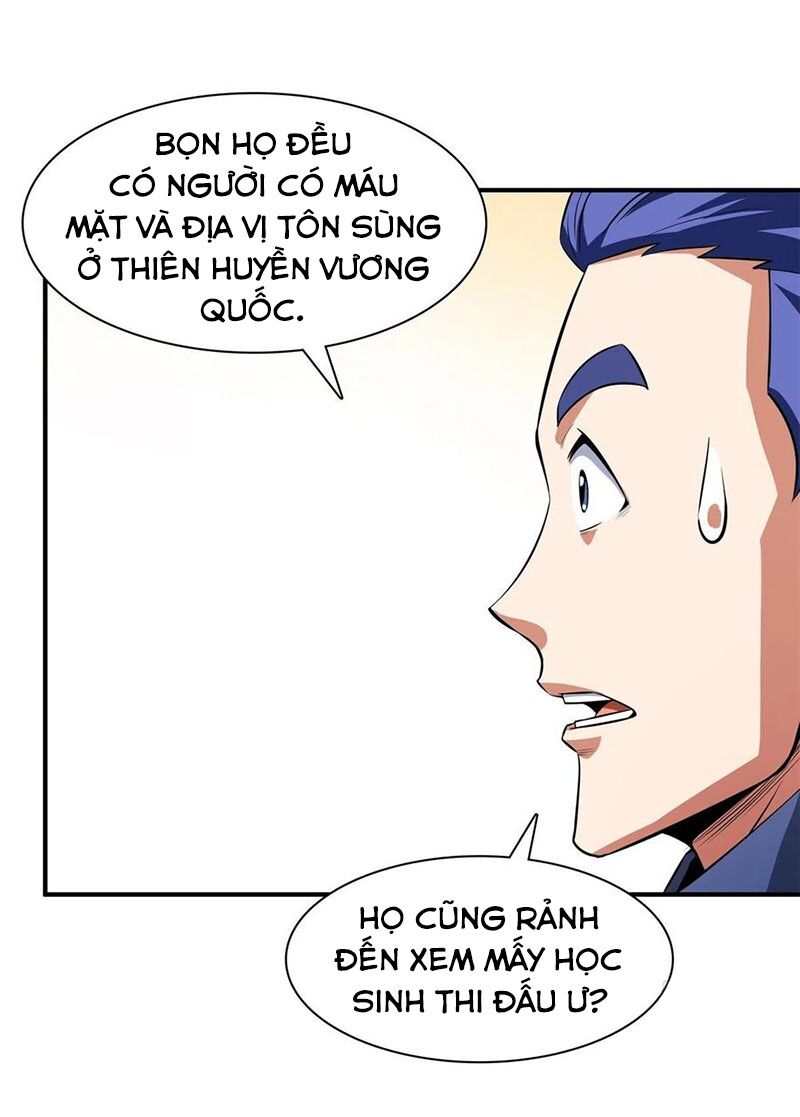 BỌN HỌ ĐỀU
CÓ NGƯỜI CÓ MÁU
MẶT VÀ ĐỊA VỊ TÔN SÙNG
Ở THIÊN HUYỀN VƯƠNG
QUỐC.
HỌ CŨNG RẢNH
ĐẾN XEM MẤY HỌC
SINH THI ĐẤU Ư?